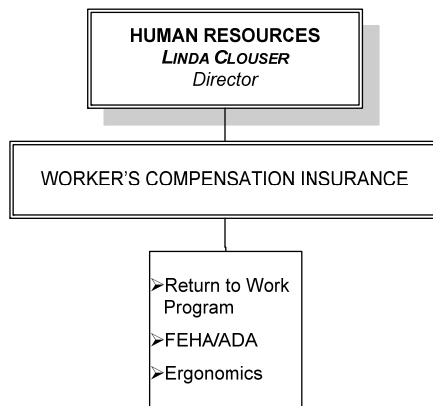 HUMAN RESOURCES
LINDA CLOUSER
Director
WORKER'S COMPENSATION INSURANCE
➢Return to Work
Program
➢FEHA/ADA
➢Ergonomics